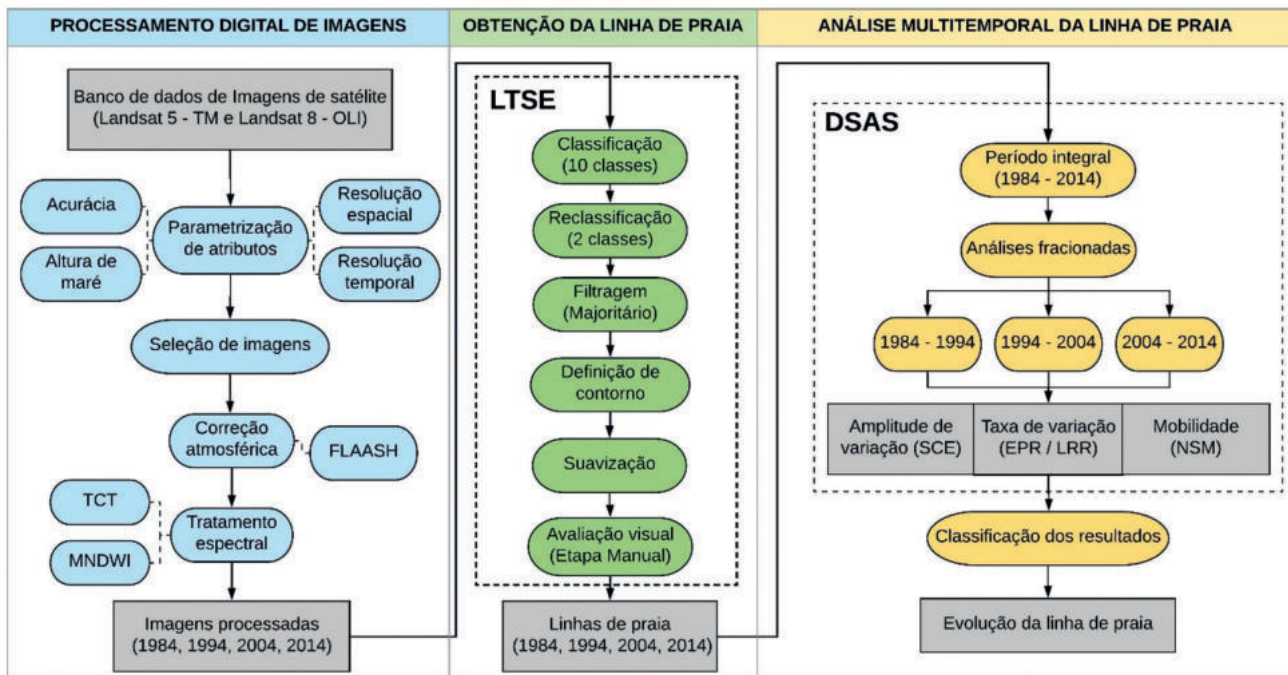 PROCESSAMENTO DIGITAL DE IMAGENS
Banco de dados de Imagens de satélite
(Landsat 5 - TM e Landsat 8 - OLI)
Acurácia
Altura de
maré
Parametrização
de atributos
Resolução
espacial
Resolução
temporal
Seleção de imagens
Correção
atmosférica
FLAASH
TCT
MNDWI
Tratamento
espectral
Imagens processadas
(1984, 1994, 2004, 2014)
OBTENÇÃO DA LINHA DE PRAIA
LTSE
Classificação
(10 classes)
Reclassificação
(2 classes)
Filtragem
(Majoritário)
Definição de
contorno
Suavização
Avaliação visual
(Etapa Manual)
Linhas de praia
(1984, 1994, 2004, 2014)
ANÁLISE MULTITEMPORAL DA LINHA DE PRAIA
DSAS
Período integral
(1984 - 2014)
Análises fracionadas
1984 - 1994
1994 - 2004
2004 - 2014
Amplitude de
variação (SCE)
Taxa de variação
(EPR / LRR)
Mobilidade
(NSM)
Classificação dos resultados
Evolução da linha de praia